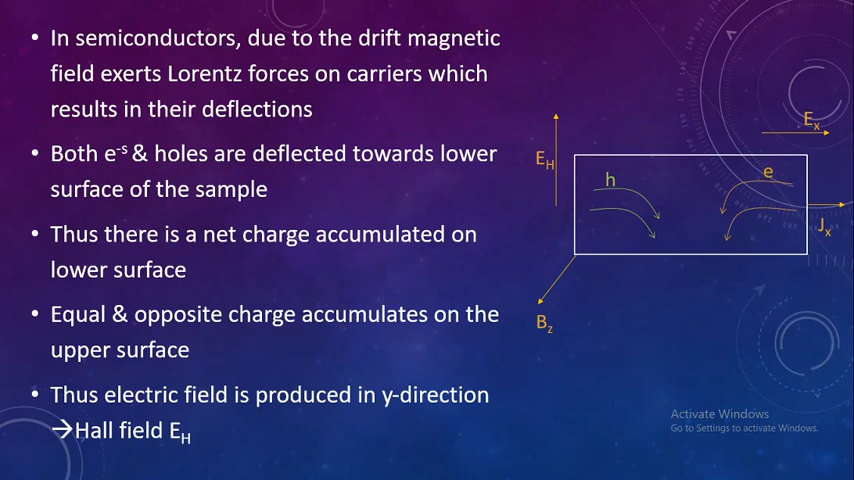 • In semiconductors, due to the drift magnetic
field exerts Lorentz forces on carriers which
results in their deflections
• Both e-s & holes are deflected towards lower
surface of the sample
• Thus there is a net charge accumulated on
lower surface
• Equal & opposite charge accumulates on the
upper surface
• Thus electric field is produced in y-direction
→Hall field EH
Ex
EH
h
e
Jx
Bz
Activate Windows
Go to Settings to activate Windows.